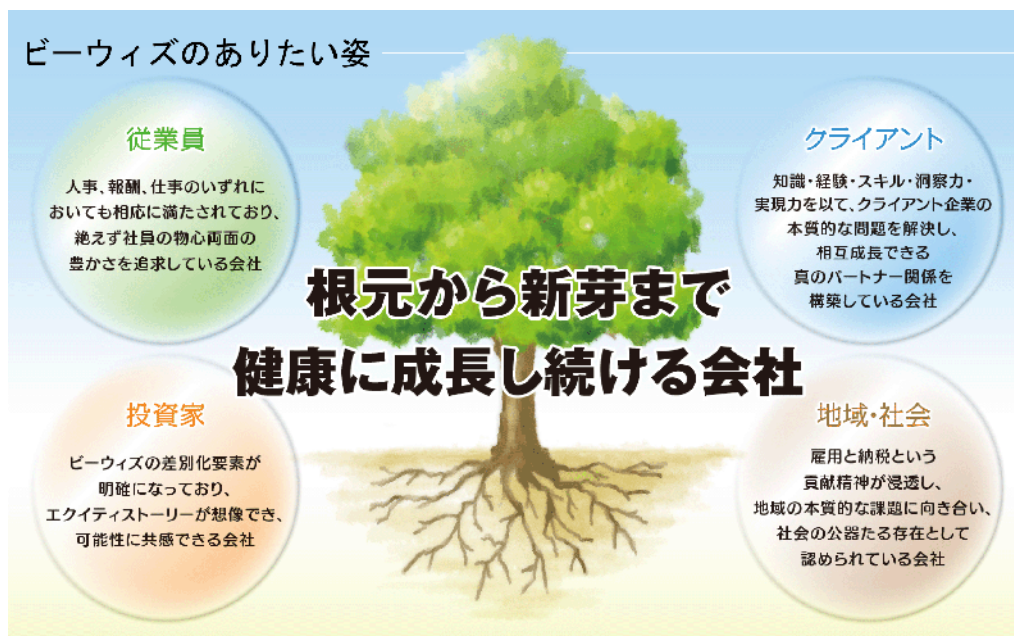 ビーウィズのありたい姿
従業員
人事、報酬、仕事のいずれに
おいても相応に満たされており、
絶えず社員の物心両面の
豊かさを追求している会社
クライアント
知識・経験・スキル・洞察力・
実現力を以て、クライアント企業の
本質的な問題を解決し、
相互成長できる
真のパートナー関係を
構築している会社
根元から新芽まで
健康に成長し続ける会社
投資家
ビーウィズの差別化要素が
明確になっており、
エクイティストーリーが想像でき、
可能性に共感できる会社
地域・社会
雇用と納税という
貢献精神が浸透し、
地域の本質的な課題に向き合い、
社会の公器たる存在として
認められている会社